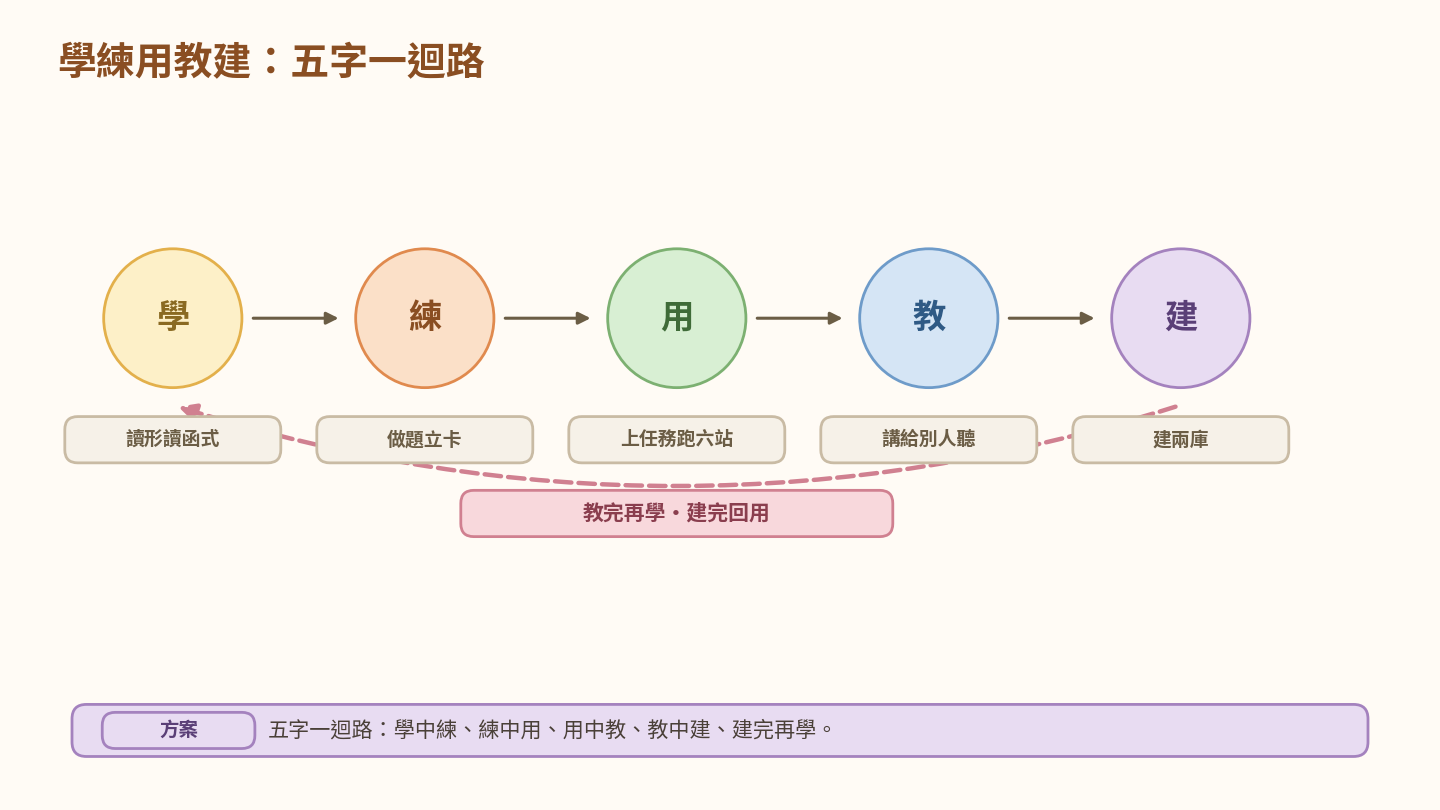 學練用教建：五字一迴路
學
練
用
教
建
讀形讀函式
做題立卡
上任務跑六站
講給別人聽
建兩庫
教完再學・建完回用
方案
五字一迴路：學中練、練中用、用中教、教中建、建完再學。